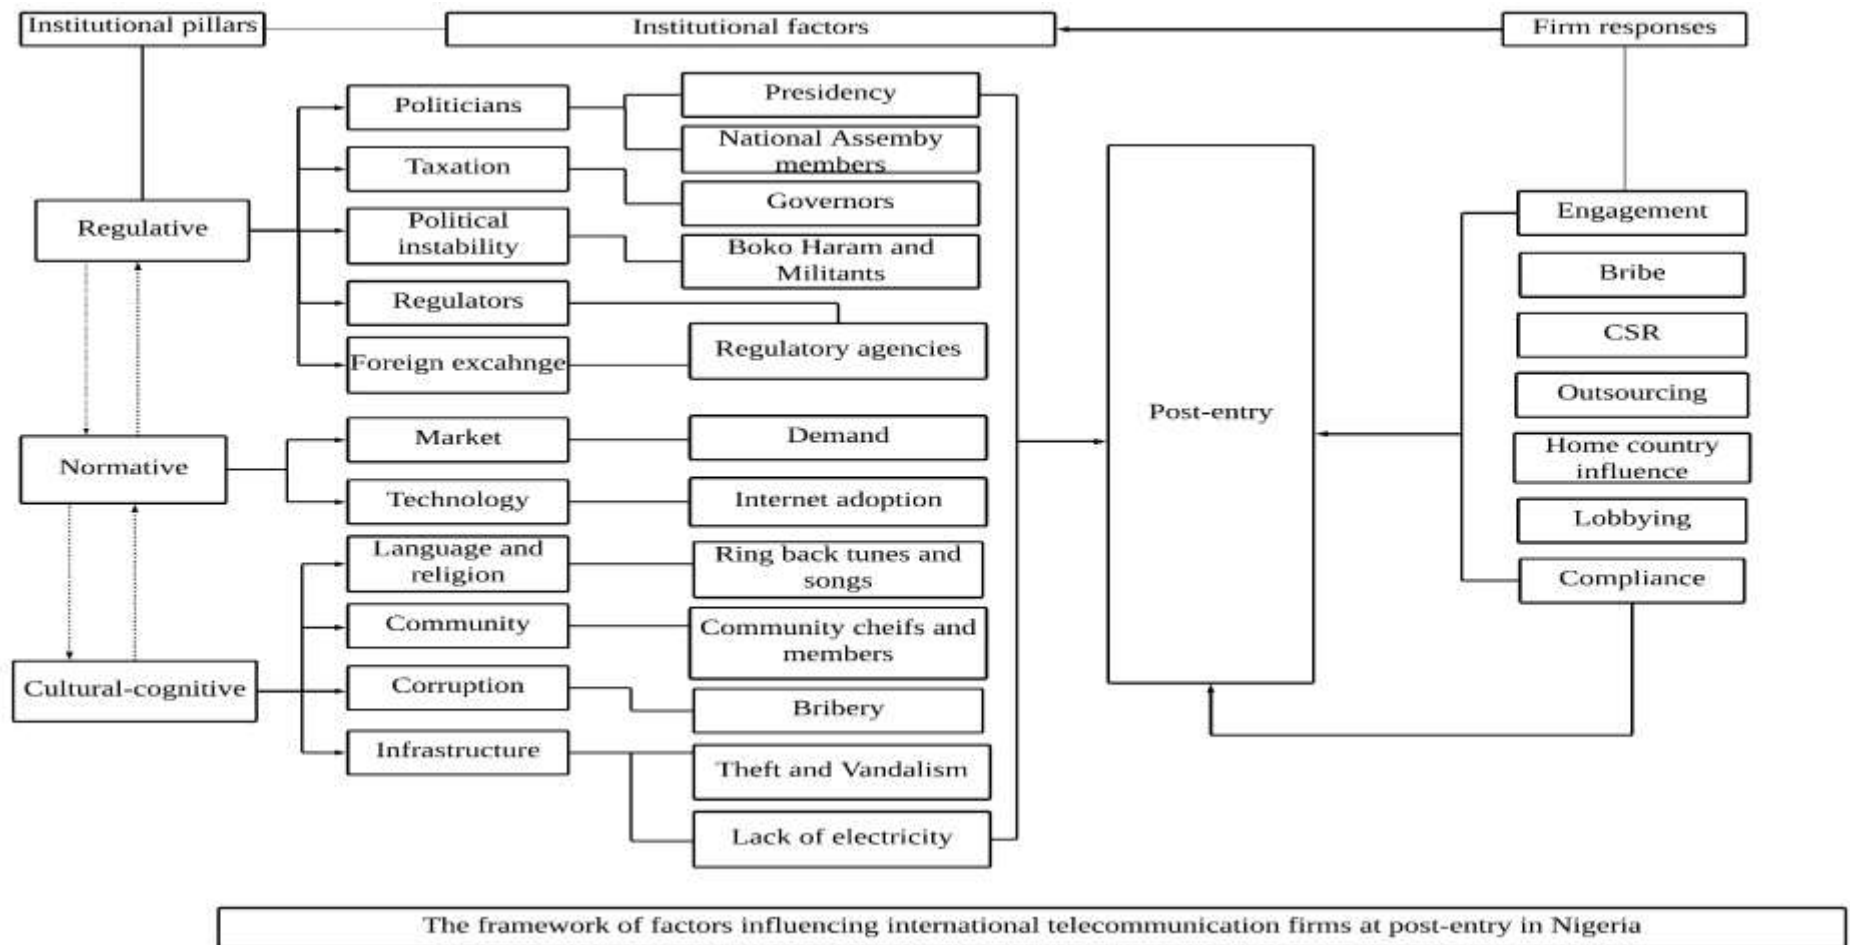 Institutional pillars
Institutional factors
Firm responses
Politicians
Taxation
Political
instability
Regulators
Foreign excahnge
Presidency
National Assemby
members
Governors
Boko Haram and
Militants
Regulatory agencies
Regulative
Normative
Cultural-cognitive
Market
Technology
Demand
Internet adoption
Language and
religion
Community
Corruption
Infrastructure
Ring back tunes and
songs
Community cheifs and
members
Bribery
Theft and Vandalism
Lack of electricity
Post-entry
Engagement
Bribe
CSR
Outsourcing
Home country
influence
Lobbying
Compliance
The framework of factors influencing international telecommunication firms at post-entry in Nigeria